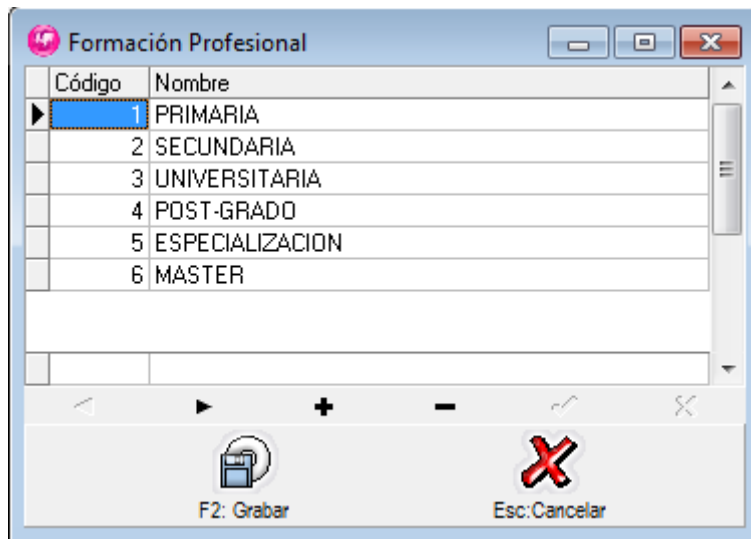 Formación Profesional
Código Nombre
1 PRIMARIA
2 SECUNDARIA
3 UNIVERSITARIA
4 POST-GRADO
5 ESPECIALIZACION
6 MASTER
F2: Grabar Esc:Cancelar